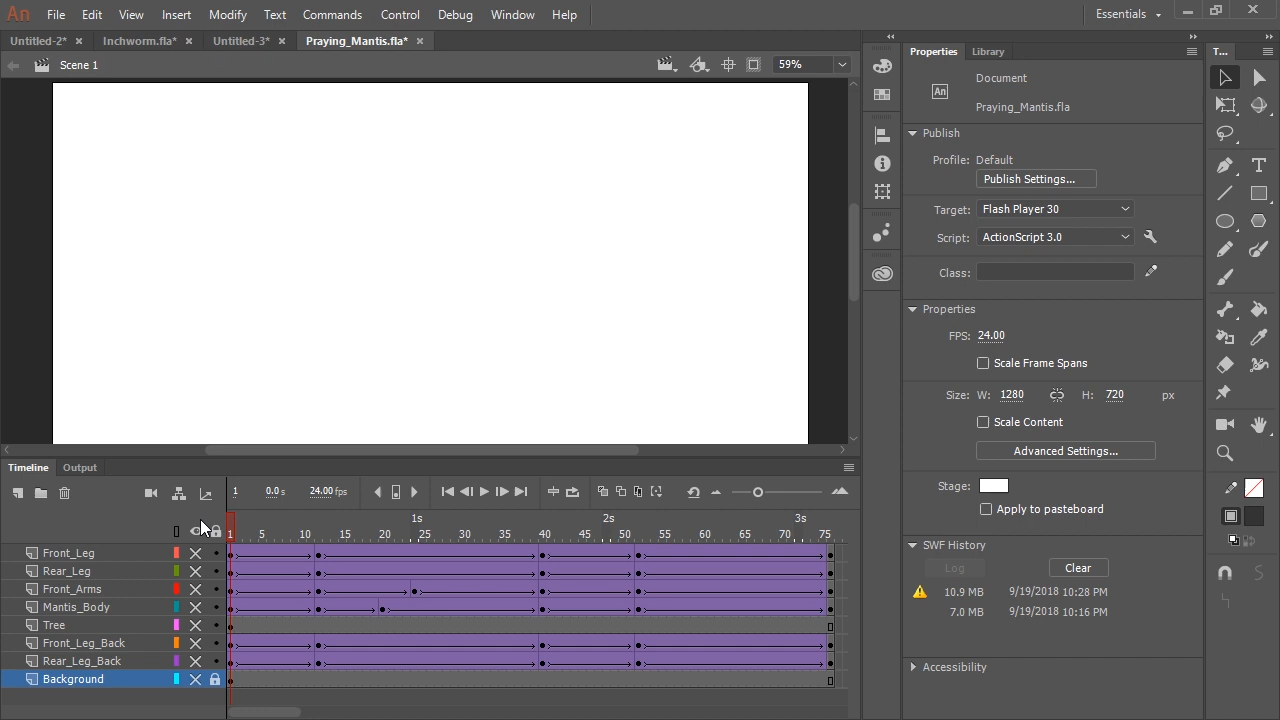 An File Edit View Insert Modify Text Commands Control Debug Window Help Essentials
Untitled-2* × Inchworm.fla* × Untitled-3* × Praying_Mantis.fla* ×
Scene 1 59%
Properties Library T...
Document
An
Praying_Mantis.fla
Publish
Profile: Default
Publish Settings...
Target: Flash Player 30
Script: ActionScript 3.0
Class:
Properties
FPS: 24.00
Scale Frame Spans
Size: W: 1280 H: 720 px
Scale Content
Advanced Settings...
Stage:
Apply to pasteboard
SWF History
Log Clear
10.9 MB 9/19/2018 10:28 PM
7.0 MB 9/19/2018 10:16 PM
Accessibility
Timeline Output
1 0.0 s 24.00 fps
1s 2s 3s
1 5 10 15 20 25 30 35 40 45 50 55 60 65 70 75
Front_Leg
Rear_Leg
Front_Arms
Mantis_Body
Tree
Front_Leg_Back
Rear_Leg_Back
Background